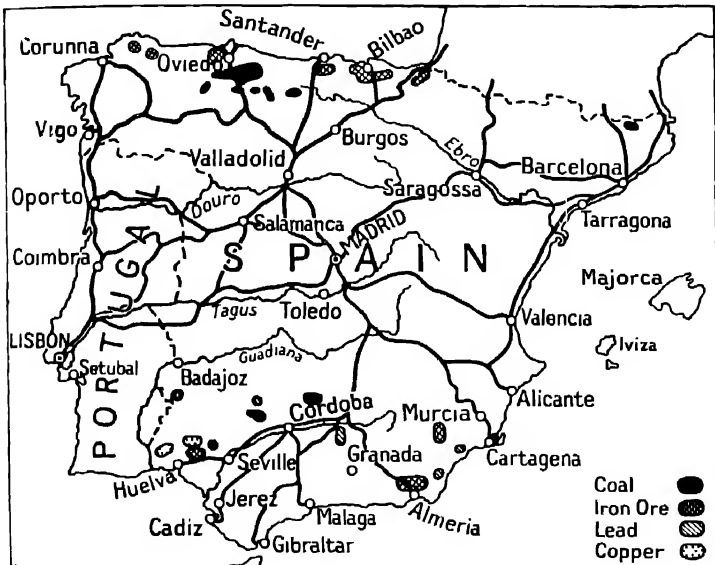 Santander
Corunna
Oviedo
Bilbao
Vigo
Burgos
Ebro
Valladolid
Barcelona
Saragossa
Oporto
Douro
Salamanca
Tarragona
MADRID
Coimbra
SPAIN
PORTUGAL
Majorca
Tagus
Toledo
Valencia
LISBON
Iviza
Setubal
Guadiana
Badajoz
Alicante
Cordoba
Murcia
Cartagena
Granada
Huelva
Seville
Jerez
Almeria
Cadiz
Malaga
Gibraltar
Coal
Iron Ore
Lead
Copper